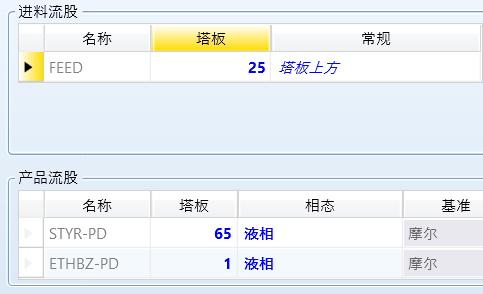 进料流股
名称 塔板 常规
FEED 25 塔板上方
产品流股
名称 塔板 相态 基准
STYR-PD 65 液相 摩尔
ETHBZ-PD 1 液相 摩尔